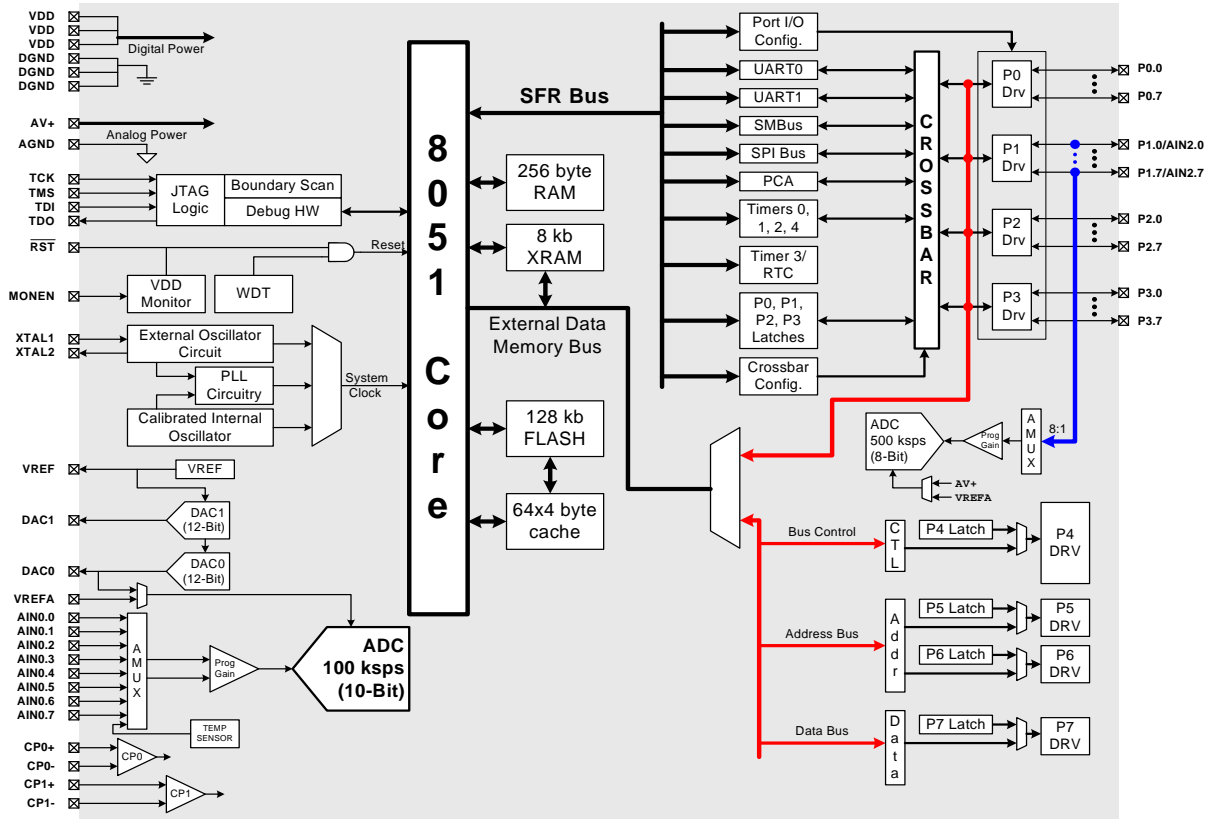 VDD
VDD
VDD
Digital Power
DGND
DGND
DGND
AV+
Analog Power
AGND
TCK
TMS
TDI
TDO
JTAG
Logic
Boundary Scan
Debug HW
RST
Reset
MONEN
VDD
Monitor
WDT
XTAL1
XTAL2
External Oscillator
Circuit
PLL
Circuitry
Calibrated Internal
Oscillator
System
Clock
VREF
VREF
DAC1
DAC1
(12-Bit)
DAC0
DAC0
(12-Bit)
VREFA
AIN0.0
AIN0.1
AIN0.2
AIN0.3
AIN0.4
AIN0.5
AIN0.6
AIN0.7
A
M
U
X
Prog
Gain
ADC
100 ksps
(10-Bit)
TEMP
SENSOR
CP0+
CP0-
CP0
CP1+
CP1-
CP1
8
0
5
1
C
o
r
e
SFR Bus
256 byte
RAM
8 kb
XRAM
External Data
Memory Bus
128 kb
FLASH
64x4 byte
cache
Port I/O
Config.
UART0
UART1
SMBus
SPI Bus
PCA
Timers 0,
1, 2, 4
Timer 3/
RTC
P0, P1,
P2, P3
Latches
Crossbar
Config.
C
R
O
S
S
B
A
R
P0
Drv
P1
Drv
P2
Drv
P3
Drv
P0.0
P0.7
P1.0/AIN2.0
P1.7/AIN2.7
P2.0
P2.7
P3.0
P3.7
ADC
500 ksps
(8-Bit)
Prog
Gain
A
M
U
X
8:1
AV+
VREFA
Bus Control
C
T
L
P4 Latch
P4
DRV
Address Bus
A
d
d
r
P5 Latch
P5
DRV
P6 Latch
P6
DRV
Data Bus
D
a
t
a
P7 Latch
P7
DRV